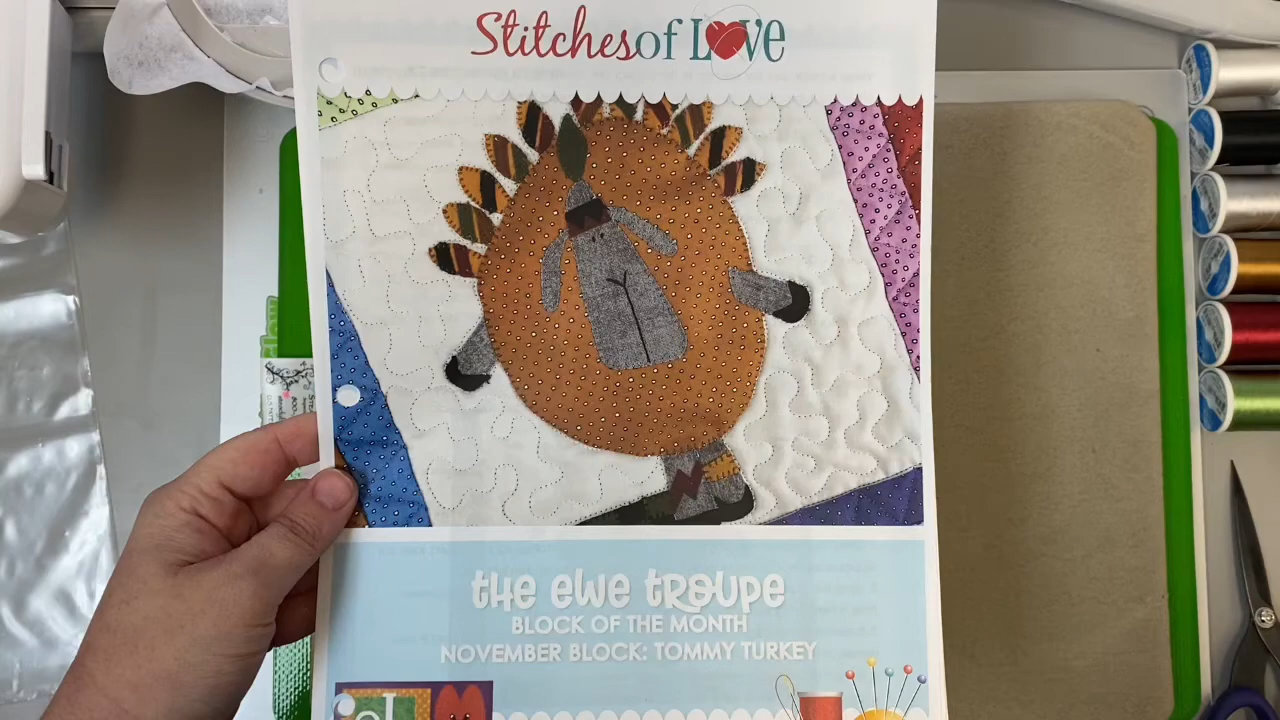 Stitches of Love
the ewe troupe
BLOCK OF THE MONTH
NOVEMBER BLOCK: TOMMY TURKEY